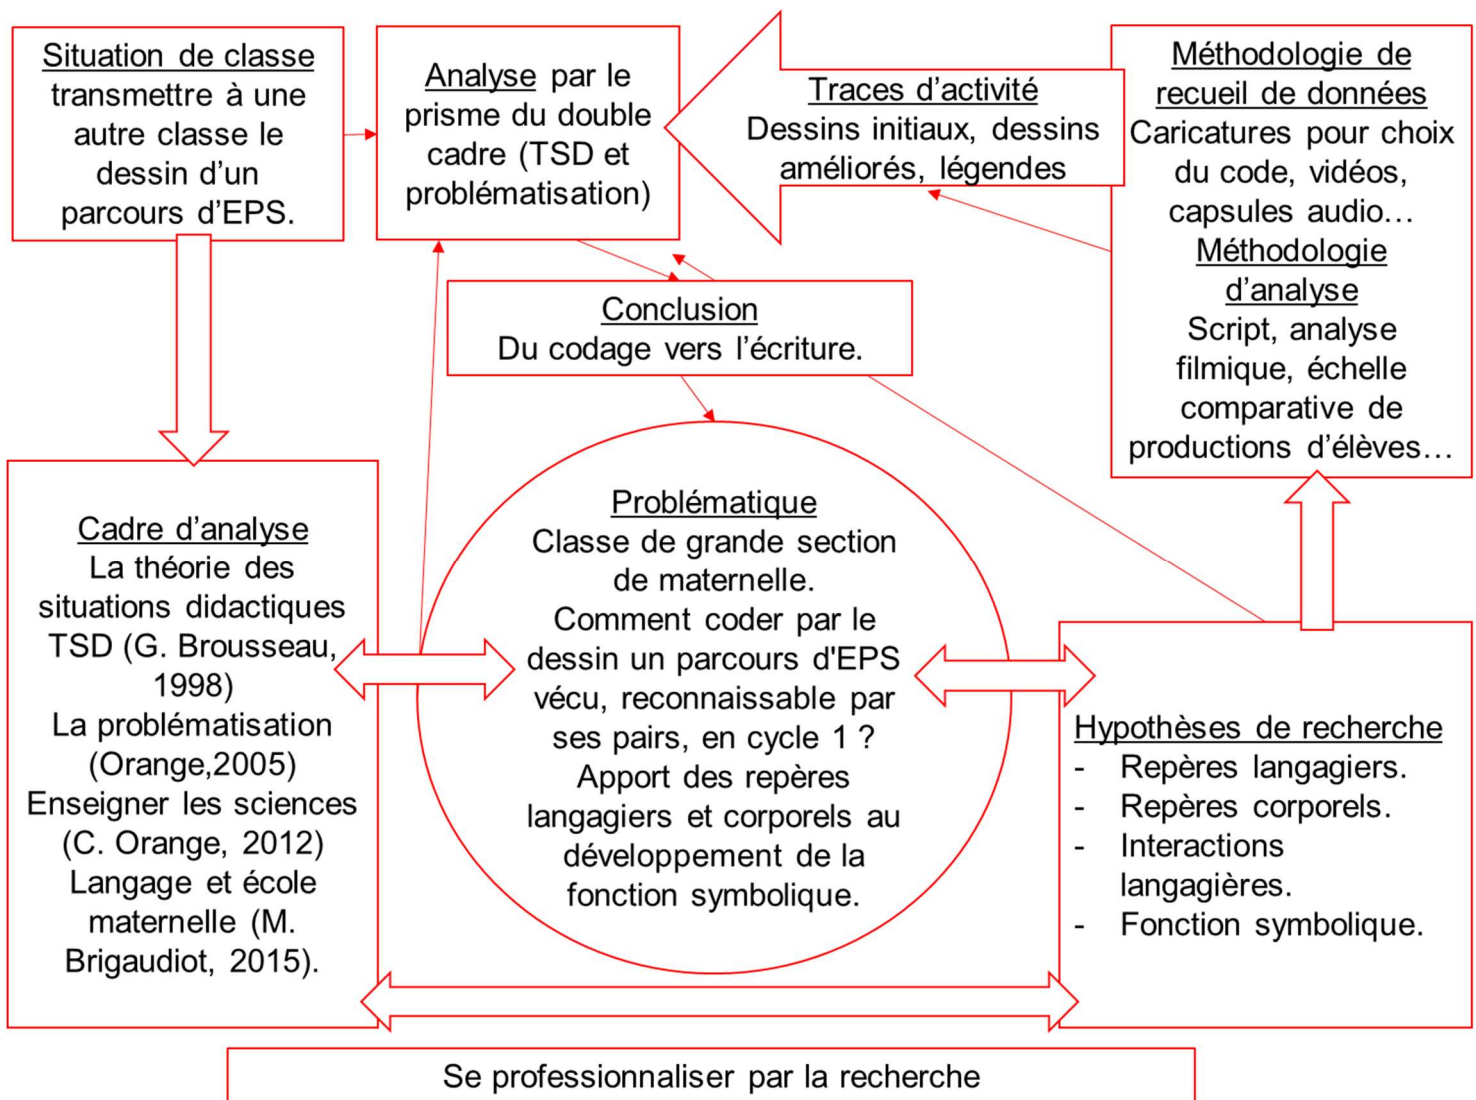 Situation de classe
transmettre à une
autre classe le
dessin d’un
parcours d’EPS.
Analyse par le
prisme du double
cadre (TSD et
problématisation)
Traces d’activité
Dessins initiaux, dessins
améliorés, légendes
Méthodologie de
recueil de données
Caricatures pour choix
du code, vidéos,
capsules audio…
Méthodologie
d’analyse
Script, analyse
filmique, échelle
comparative de
productions d’élèves…
Conclusion
Du codage vers l’écriture.
Cadre d’analyse
La théorie des
situations didactiques
TSD (G. Brousseau,
1998)
La problématisation
(Orange,2005)
Enseigner les sciences
(C. Orange, 2012)
Langage et école
maternelle (M.
Brigaudiot, 2015).
Problématique
Classe de grande section
de maternelle.
Comment coder par le
dessin un parcours d'EPS
vécu, reconnaissable par
ses pairs, en cycle 1 ?
Apport des repères
langagiers et corporels au
développement de la
fonction symbolique.
Hypothèses de recherche
- Repères langagiers.
- Repères corporels.
- Interactions
langagières.
- Fonction symbolique.
Se professionnaliser par la recherche